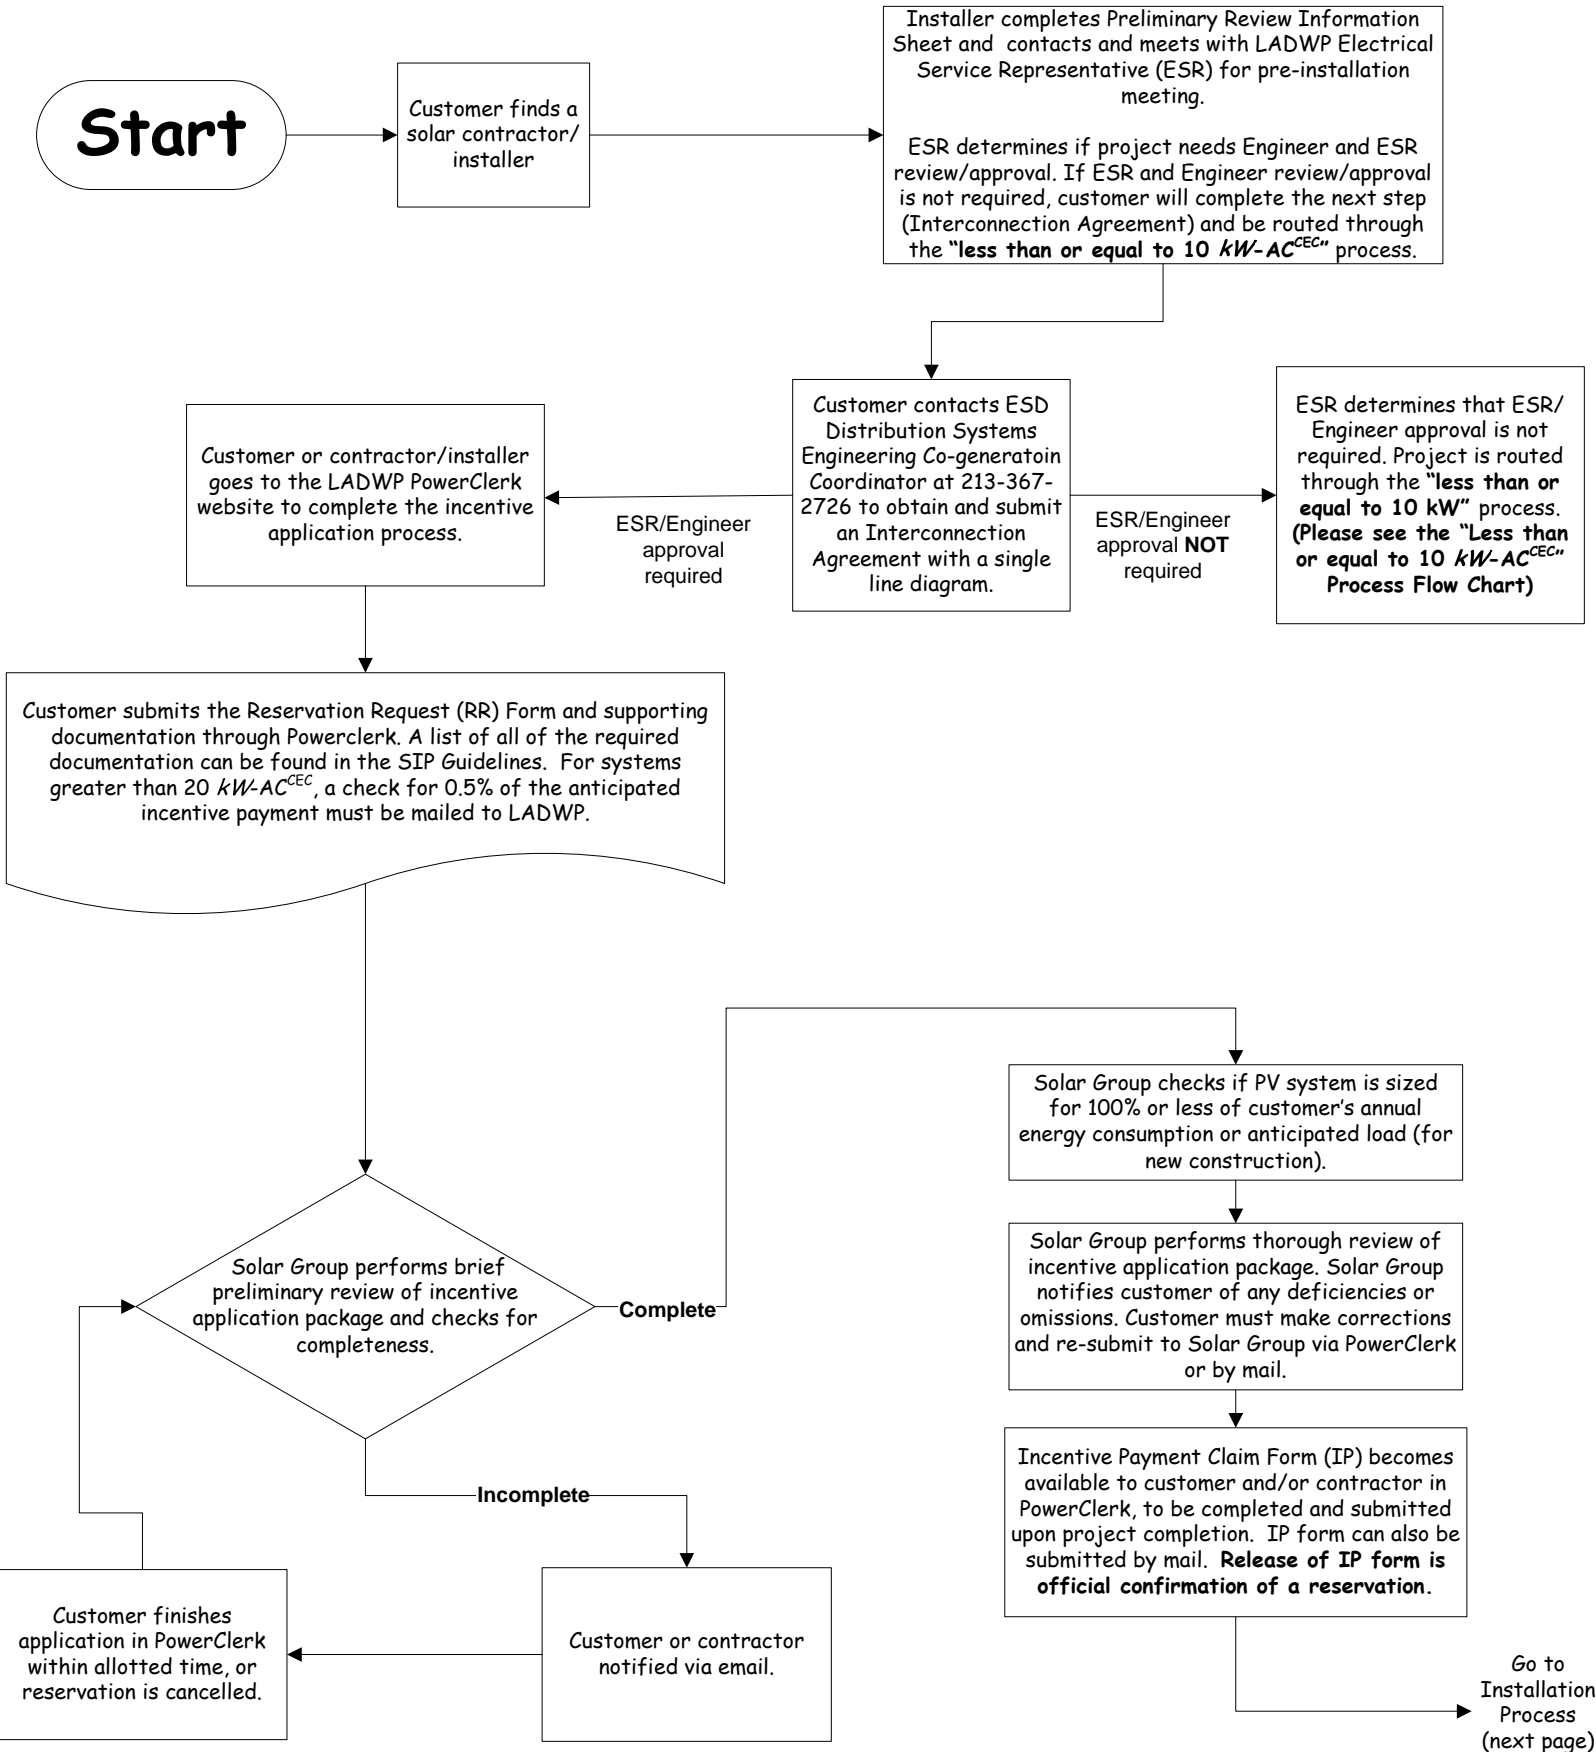 Start
Customer finds a
solar contractor/
installer
Installer completes Preliminary Review Information
Sheet and contacts and meets with LADWP Electrical
Service Representative (ESR) for pre-installation
meeting.
ESR determines if project needs Engineer and ESR
review/approval. If ESR and Engineer review/approval
is not required, customer will complete the next step
(Interconnection Agreement) and be routed through
the “less than or equal to 10 kW-ACᶜᴱᶜ” process.
Customer contacts ESD
Distribution Systems
Engineering Co-generatoin
Coordinator at 213-367-
2726 to obtain and submit
an Interconnection
Agreement with a single
line diagram.
ESR/Engineer
approval NOT
required
ESR determines that ESR/
Engineer approval is not
required. Project is routed
through the “less than or
equal to 10 kW” process.
(Please see the “Less than
or equal to 10 kW-ACᶜᴱᶜ”
Process Flow Chart)
ESR/Engineer
approval
required
Customer or contractor/installer
goes to the LADWP PowerClerk
website to complete the incentive
application process.
Customer submits the Reservation Request (RR) Form and supporting
documentation through Powerclerk. A list of all of the required
documentation can be found in the SIP Guidelines. For systems
greater than 20 kW-ACᶜᴱᶜ, a check for 0.5% of the anticipated
incentive payment must be mailed to LADWP.
Solar Group performs brief
preliminary review of incentive
application package and checks for
completeness.
Incomplete
Customer or contractor
notified via email.
Customer finishes
application in PowerClerk
within allotted time, or
reservation is cancelled.
Complete
Solar Group checks if PV system is sized
for 100% or less of customer’s annual
energy consumption or anticipated load (for
new construction).
Solar Group performs thorough review of
incentive application package. Solar Group
notifies customer of any deficiencies or
omissions. Customer must make corrections
and re-submit to Solar Group via PowerClerk
or by mail.
Incentive Payment Claim Form (IP) becomes
available to customer and/or contractor in
PowerClerk, to be completed and submitted
upon project completion. IP form can also be
submitted by mail. Release of IP form is
official confirmation of a reservation.
Go to
Installation
Process
(next page)